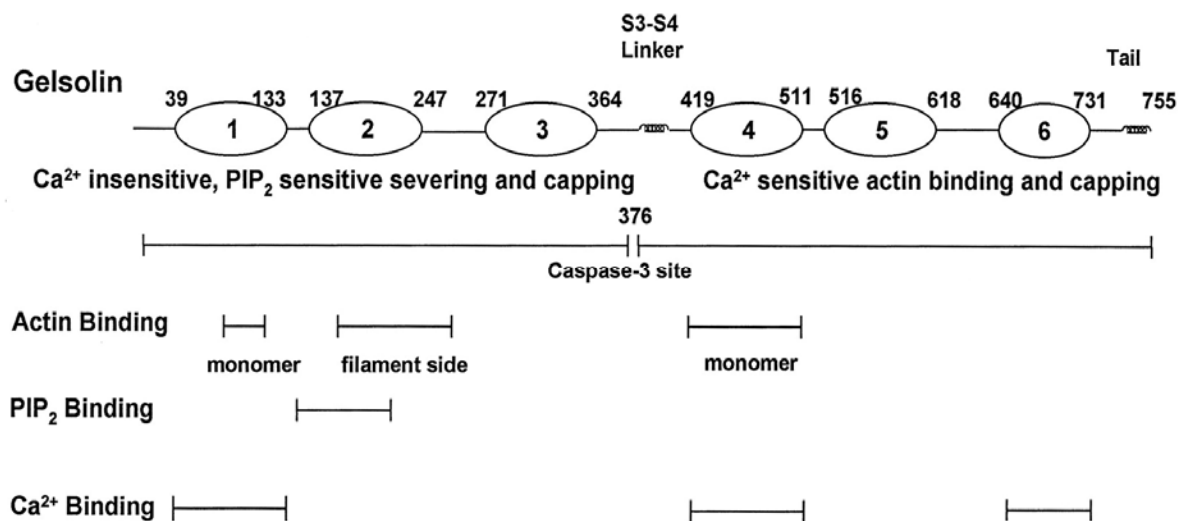 S3-S4
Linker
Tail
Gelsolin
39 133 137 247 271 364 419 511 516 618 640 731 755
1 2 3 4 5 6
Ca²⁺ insensitive, PIP₂ sensitive severing and capping Ca²⁺ sensitive actin binding and capping
376
Caspase-3 site
Actin Binding
monomer filament side monomer
PIP₂ Binding
Ca²⁺ Binding